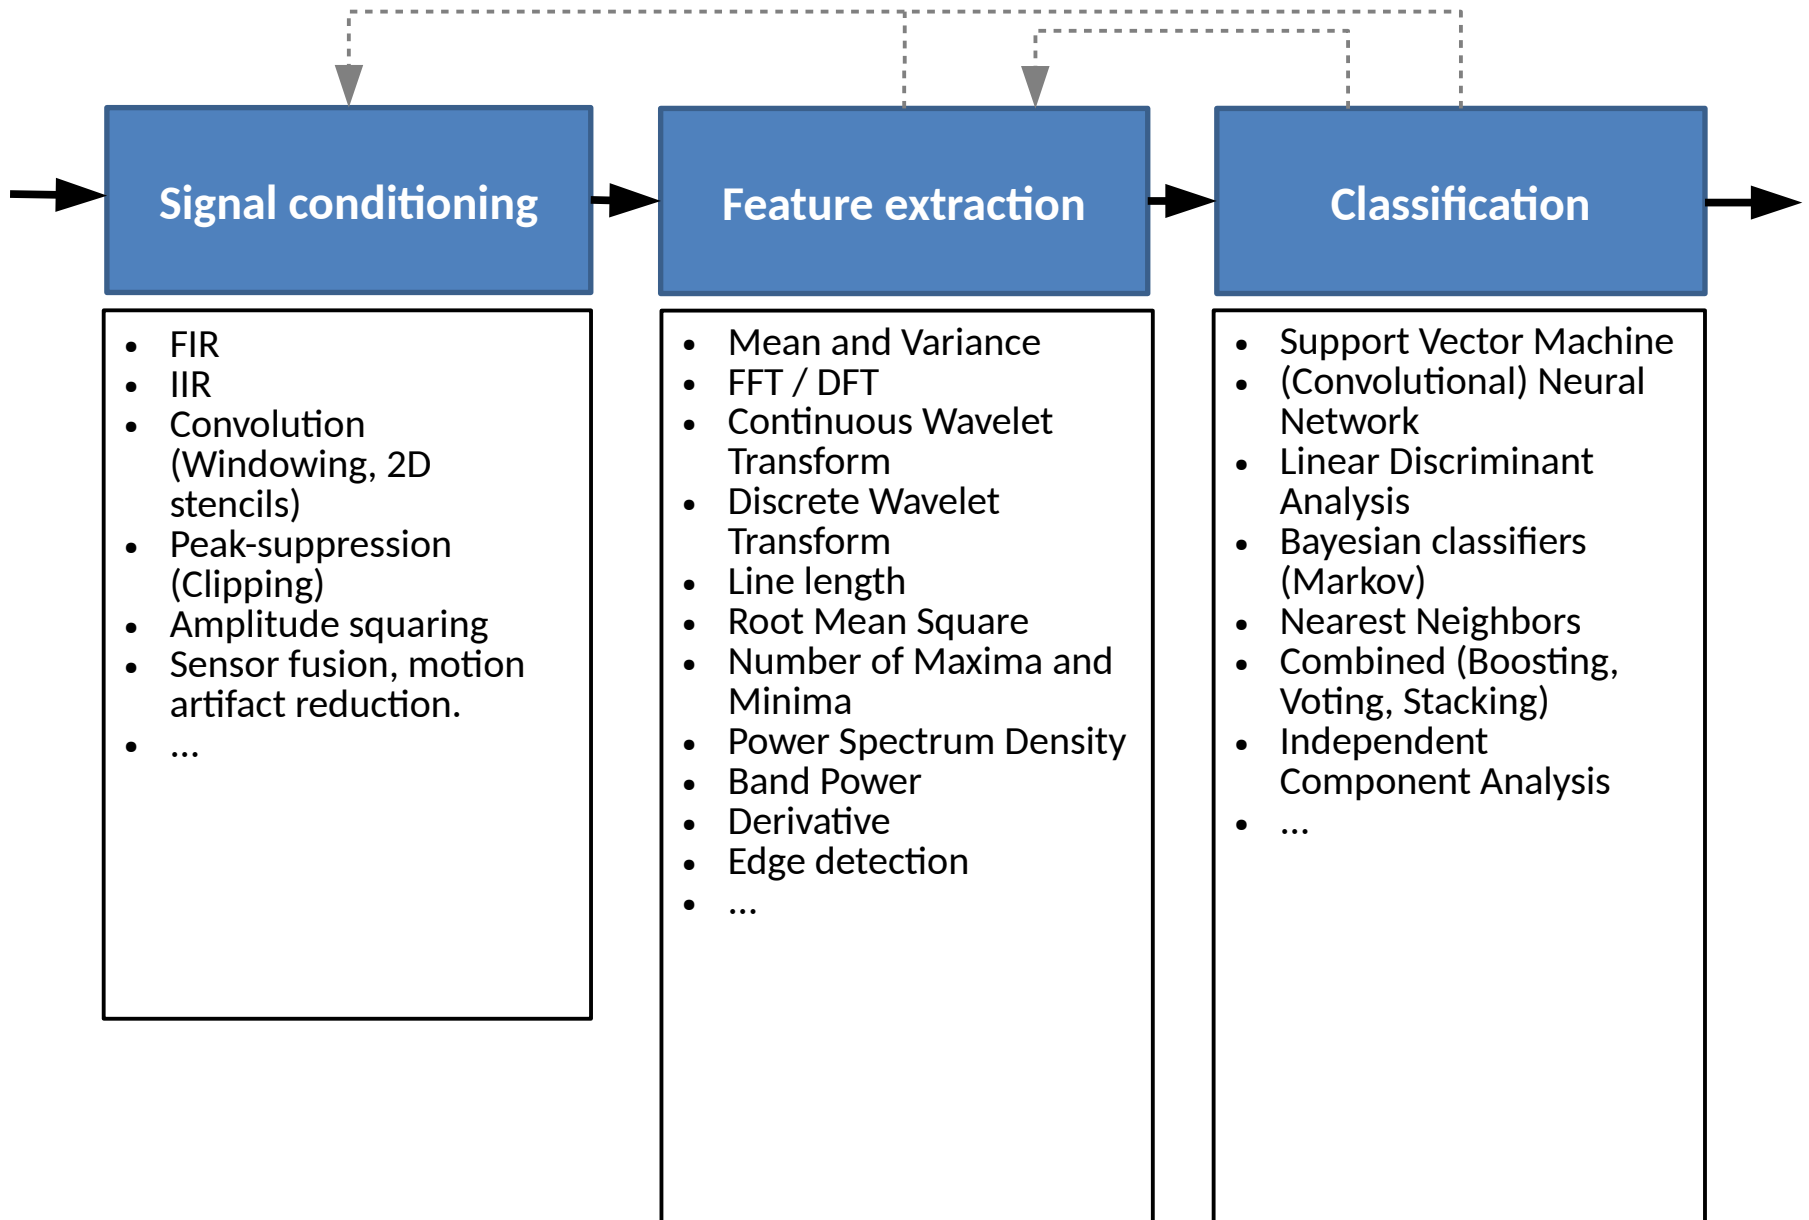 Signal conditioning
Feature extraction
Classification
• FIR
• IIR
• Convolution
(Windowing, 2D
stencils)
• Peak-suppression
(Clipping)
• Amplitude squaring
• Sensor fusion, motion
artifact reduction.
• ...
• Mean and Variance
• FFT / DFT
• Continuous Wavelet
Transform
• Discrete Wavelet
Transform
• Line length
• Root Mean Square
• Number of Maxima and
Minima
• Power Spectrum Density
• Band Power
• Derivative
• Edge detection
• ...
• Support Vector Machine
• (Convolutional) Neural
Network
• Linear Discriminant
Analysis
• Bayesian classifiers
(Markov)
• Nearest Neighbors
• Combined (Boosting,
Voting, Stacking)
• Independent
Component Analysis
• ...